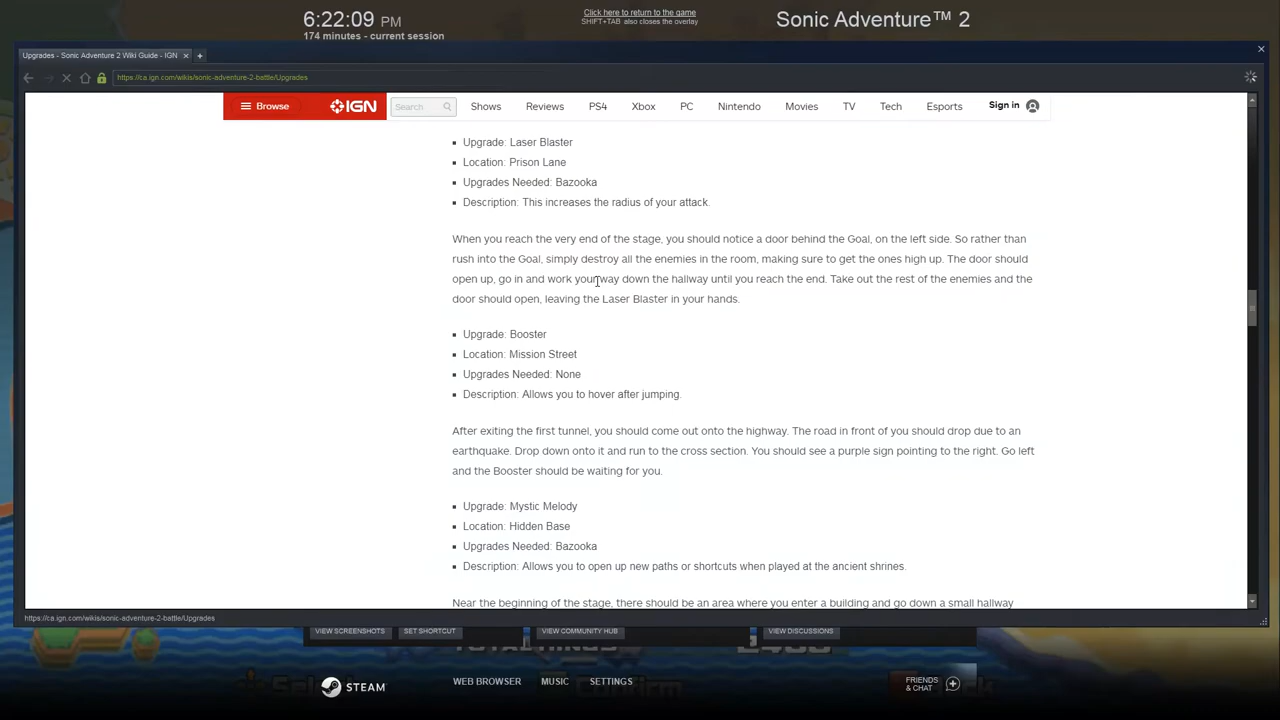 6:22:09 PM
174 minutes - current session
Click here to return to the game
SHIFT+TAB also closes the overlay
Sonic Adventure™ 2
Upgrades - Sonic Adventure 2 Wiki Guide - IGN
https://ca.ign.com/wikis/sonic-adventure-2-battle/Upgrades
Browse IGN Search Shows Reviews PS4 Xbox PC Nintendo Movies TV Tech Esports Sign in
Upgrade: Laser Blaster
Location: Prison Lane
Upgrades Needed: Bazooka
Description: This increases the radius of your attack.
When you reach the very end of the stage, you should notice a door behind the Goal, on the left side. So rather than
rush into the Goal, simply destroy all the enemies in the room, making sure to get the ones high up. The door should
open up, go in and work your way down the hallway until you reach the end. Take out the rest of the enemies and the
door should open, leaving the Laser Blaster in your hands.
Upgrade: Booster
Location: Mission Street
Upgrades Needed: None
Description: Allows you to hover after jumping.
After exiting the first tunnel, you should come out onto the highway. The road in front of you should drop due to an
earthquake. Drop down onto it and run to the cross section. You should see a purple sign pointing to the right. Go left
and the Booster should be waiting for you.
Upgrade: Mystic Melody
Location: Hidden Base
Upgrades Needed: Bazooka
Description: Allows you to open up new paths or shortcuts when played at the ancient shrines.
Near the beginning of the stage, there should be an area where you enter a building and go down a small hallway
https://ca.ign.com/wikis/sonic-adventure-2-battle/Upgrades
VIEW SCREENSHOTS SET SHORTCUT VIEW COMMUNITY HUB VIEW DISCUSSIONS
STEAM WEB BROWSER MUSIC SETTINGS FRIENDS
& CHAT